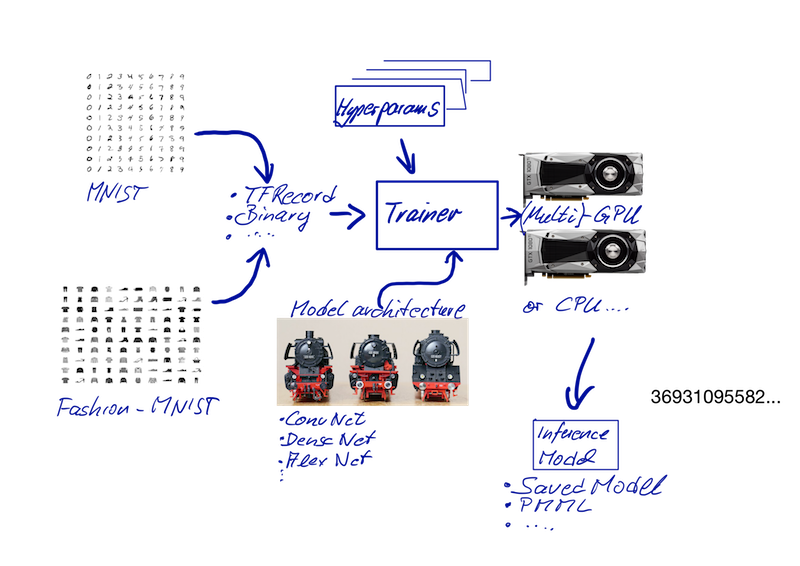 0 1 2 3 4 5 6 7 8 9
0 1 2 3 4 5 6 7 8 9
0 1 2 3 4 5 6 7 8 9
0 1 2 3 4 5 6 7 8 9
0 1 2 3 4 5 6 7 8 9
0 1 2 3 4 5 6 7 8 9
0 1 2 3 4 5 6 7 8 9
0 1 2 3 4 5 6 7 8 9
0 1 2 3 4 5 6 7 8 9
0 1 2 3 4 5 6 7 8 9
MNIST
Hyperparams
• TFRecord
• Binary
• ....
Trainer
GTX 1080
(Multi)-GPU
GTX 1080
or CPU....
Fashion-MNIST
Model architecture
• ConvNet
• DenseNet
• AlexNet
⋮
Inference
Model
• SavedModel
• PMML
• ....
36931095582...